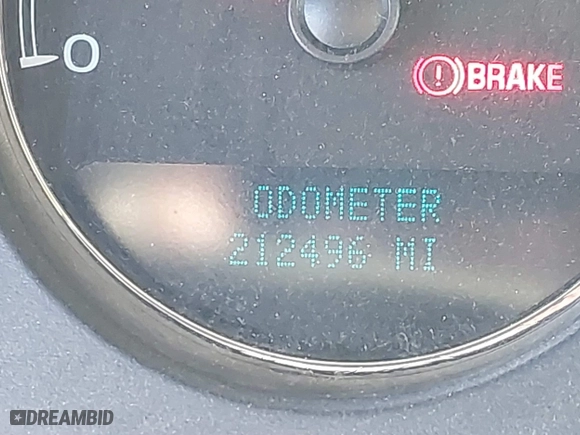 0
BRAKE
ODOMETER
212496 MI
DREAMBID